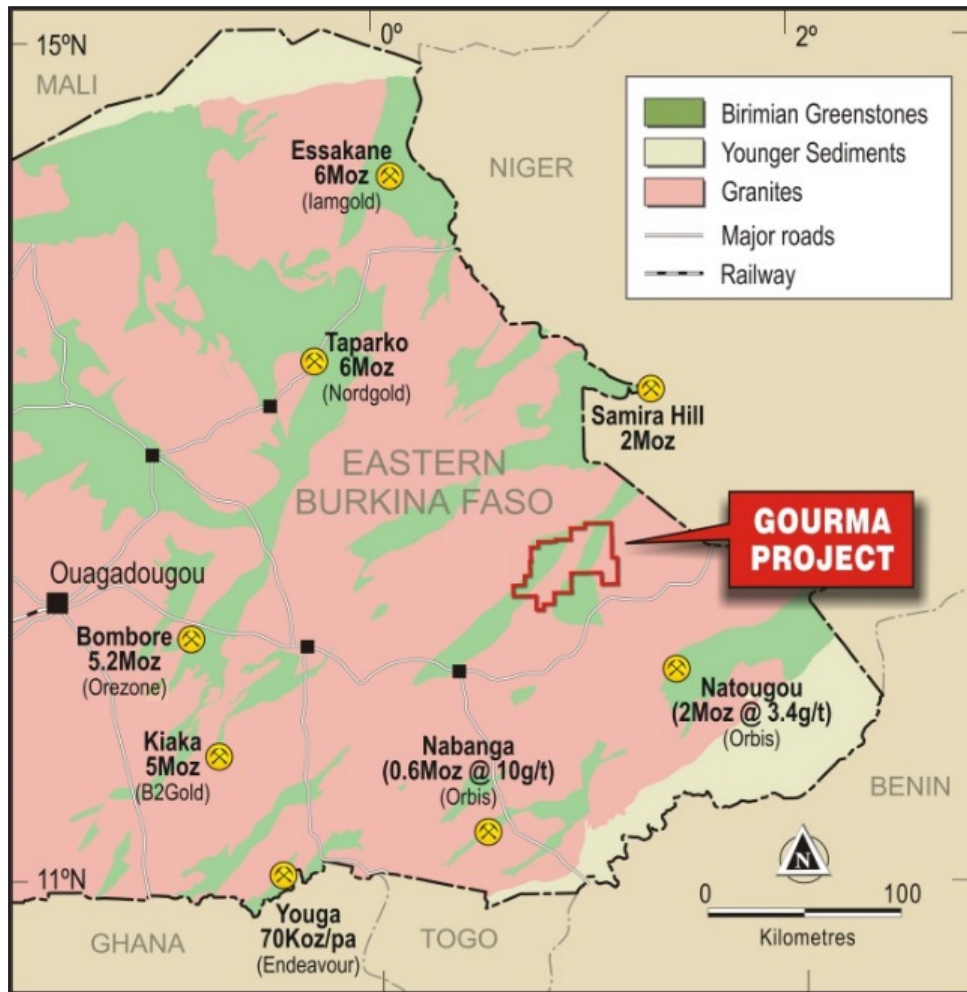 15ºN
0º
2º
MALI
NIGER
Birimian Greenstones
Younger Sediments
Granites
Major roads
Railway
Essakane
6Moz
(Iamgold)
Taparko
6Moz
(Nordgold)
Samira Hill
2Moz
EASTERN
BURKINA FASO
GOURMA
PROJECT
Ouagadougou
Bombore
5.2Moz
(Orezone)
Natougou
(2Moz @ 3.4g/t)
(Orbis)
Kiaka
5Moz
(B2Gold)
Nabanga
(0.6Moz @ 10g/t)
(Orbis)
BENIN
N
11ºN
Youga
70Koz/pa
(Endeavour)
GHANA
TOGO
0
100
Kilometres